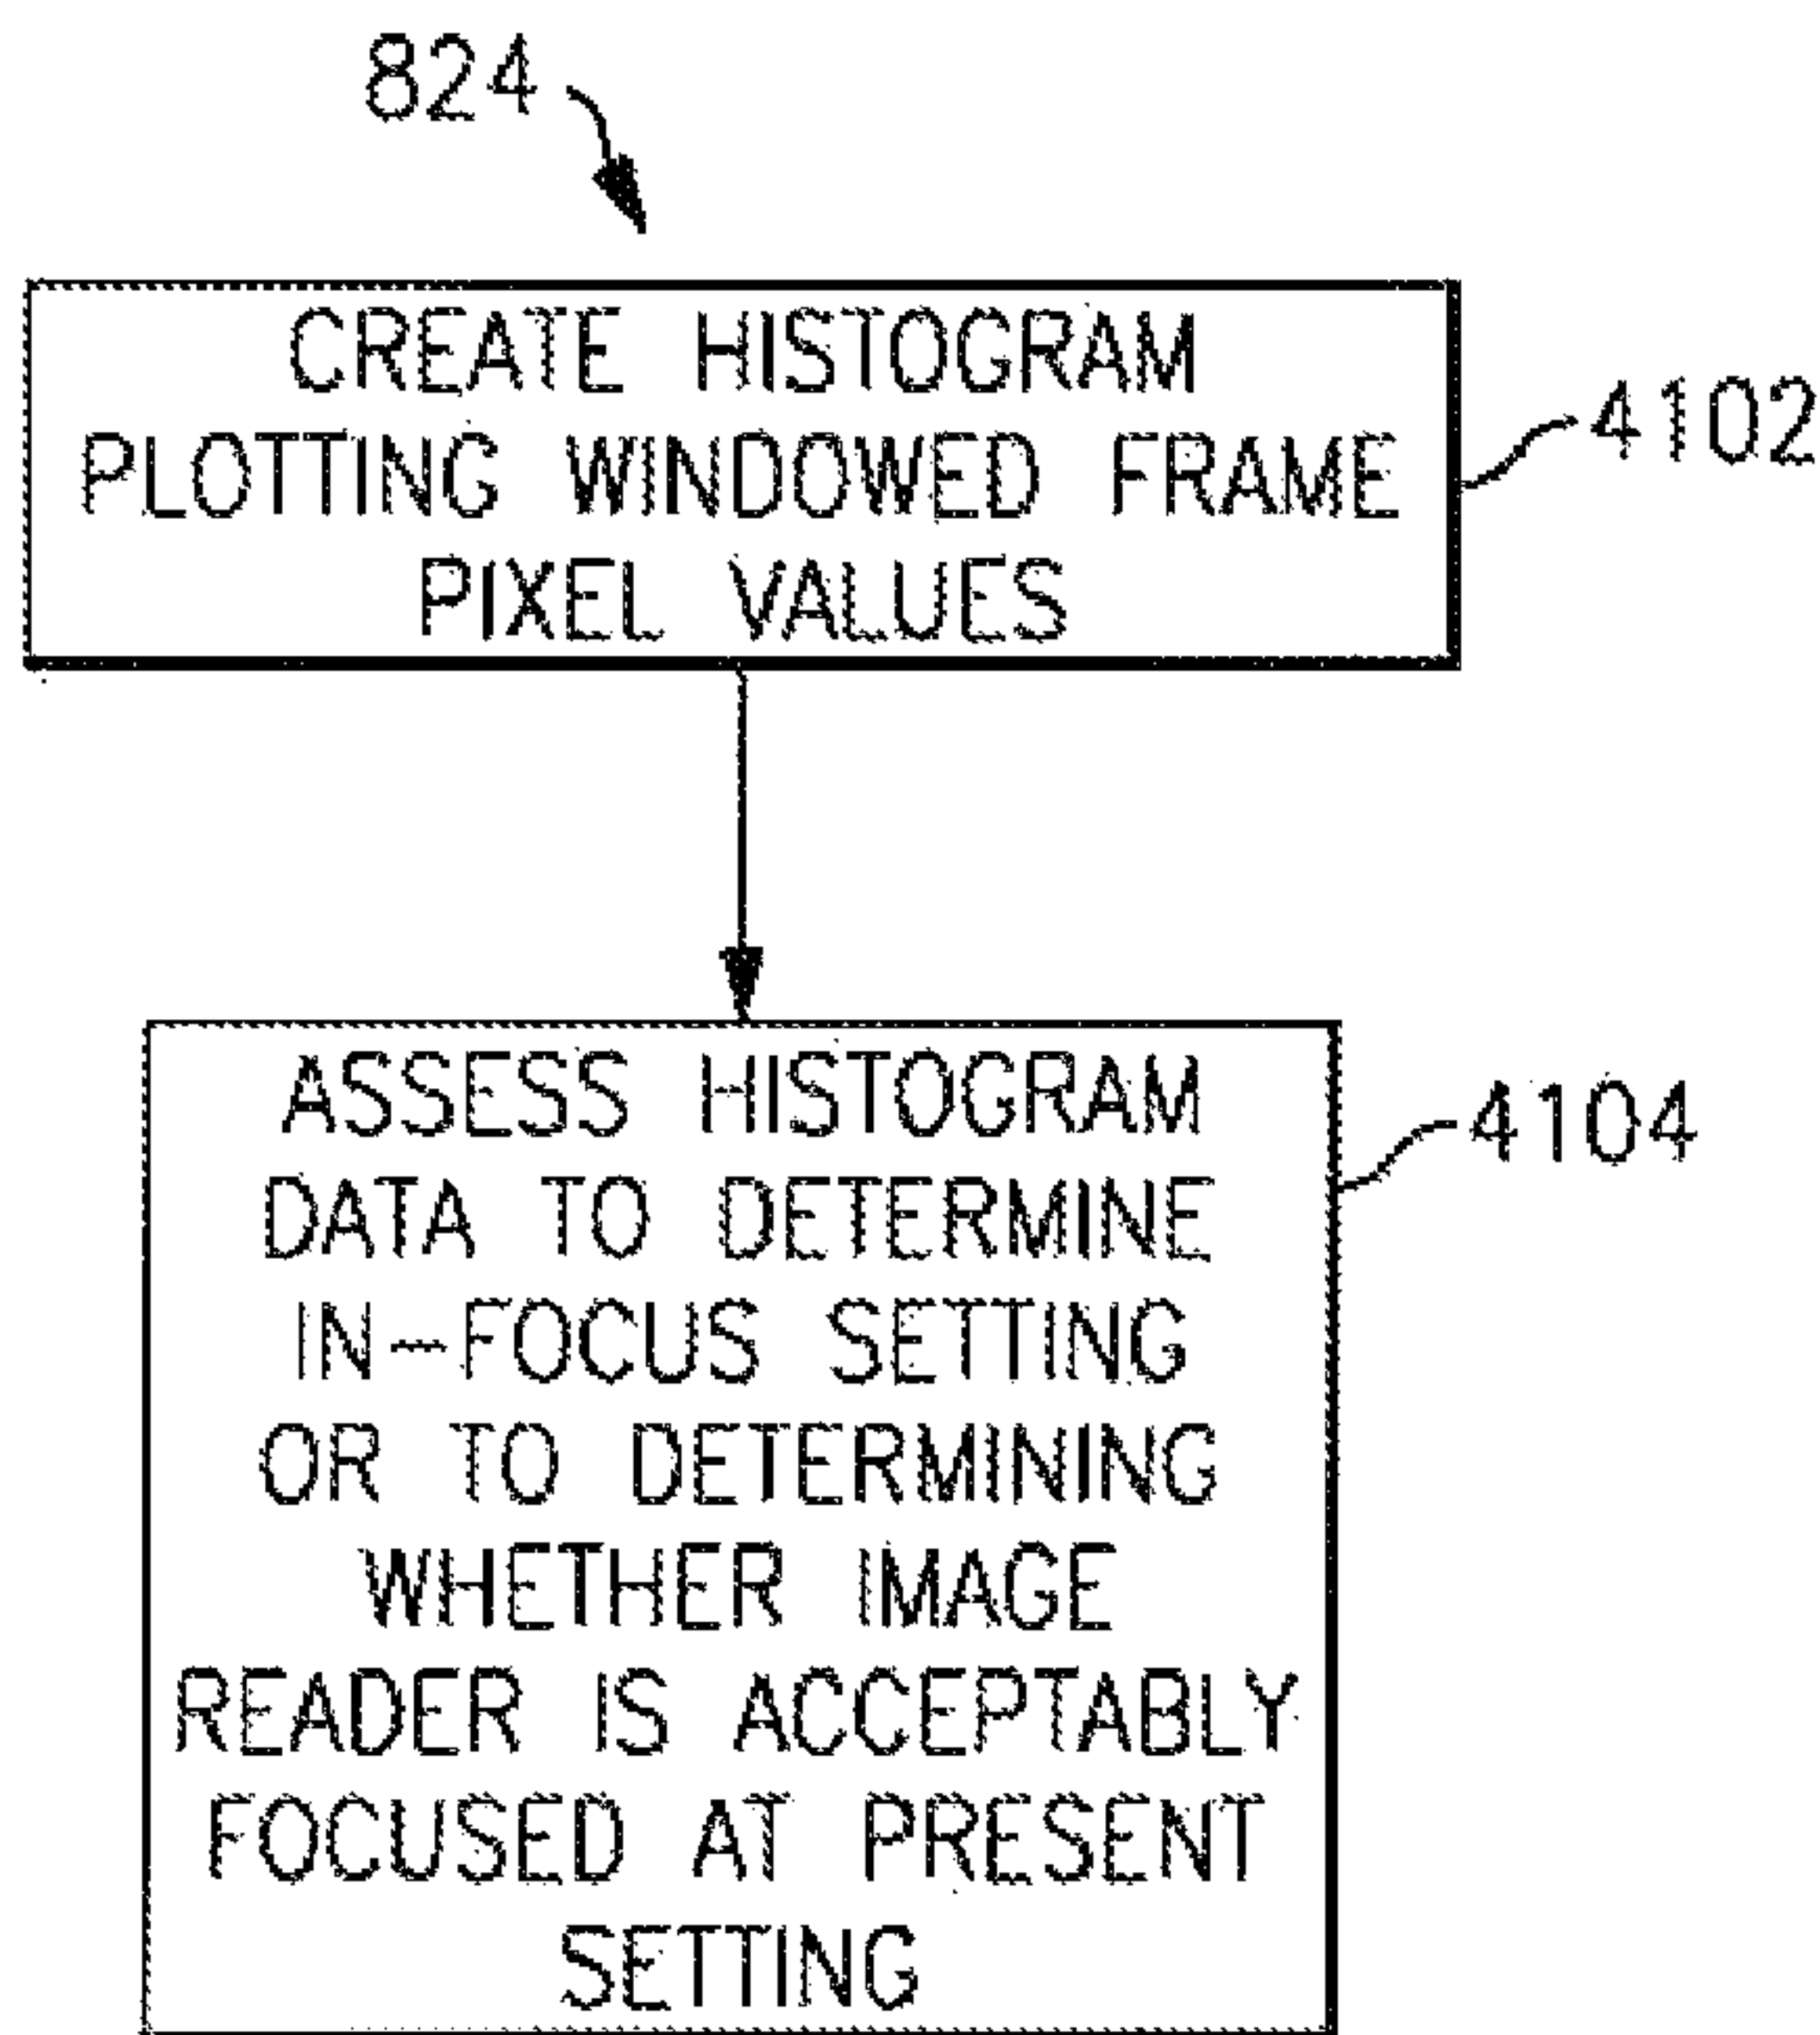 824
CREATE HISTOGRAM
PLOTTING WINDOWED FRAME
PIXEL VALUES
4102
ASSESS HISTOGRAM
DATA TO DETERMINE
IN-FOCUS SETTING
OR TO DETERMINING
WHETHER IMAGE
READER IS ACCEPTABLY
FOCUSED AT PRESENT
SETTING
4104